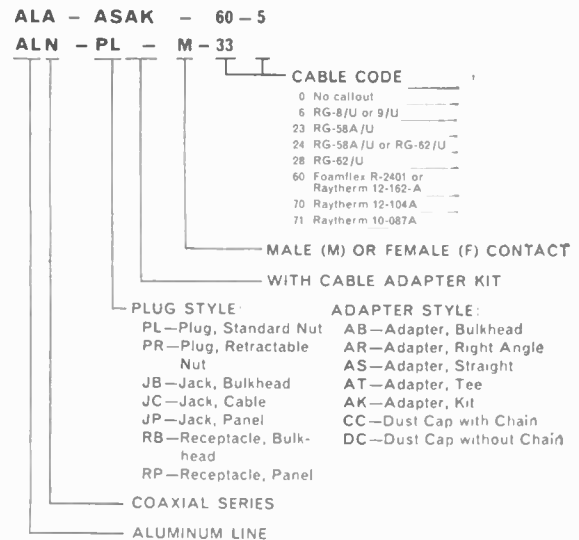 ALA – ASAK – 60 – 5
ALN – PL – M – 33
CABLE CODE
0 No callout
6 RG-8/U or 9/U
23 RG-58A/U
24 RG-58A/U or RG-62/U
28 RG-62/U
60 Foamflex R-2401 or
Raytherm 12-162-A
70 Raytherm 12-104A
71 Raytherm 10-087A
MALE (M) OR FEMALE (F) CONTACT
WITH CABLE ADAPTER KIT
PLUG STYLE:
PL—Plug, Standard Nut
PR—Plug, Retractable
Nut
JB—Jack, Bulkhead
JC—Jack, Cable
JP—Jack, Panel
RB—Receptacle, Bulk-
head
RP—Receptacle, Panel
ADAPTER STYLE:
AB—Adapter, Bulkhead
AR—Adapter, Right Angle
AS—Adapter, Straight
AT—Adapter, Tee
AK—Adapter, Kit
CC—Dust Cap with Chain
DC—Dust Cap without Chain
COAXIAL SERIES
ALUMINUM LINE